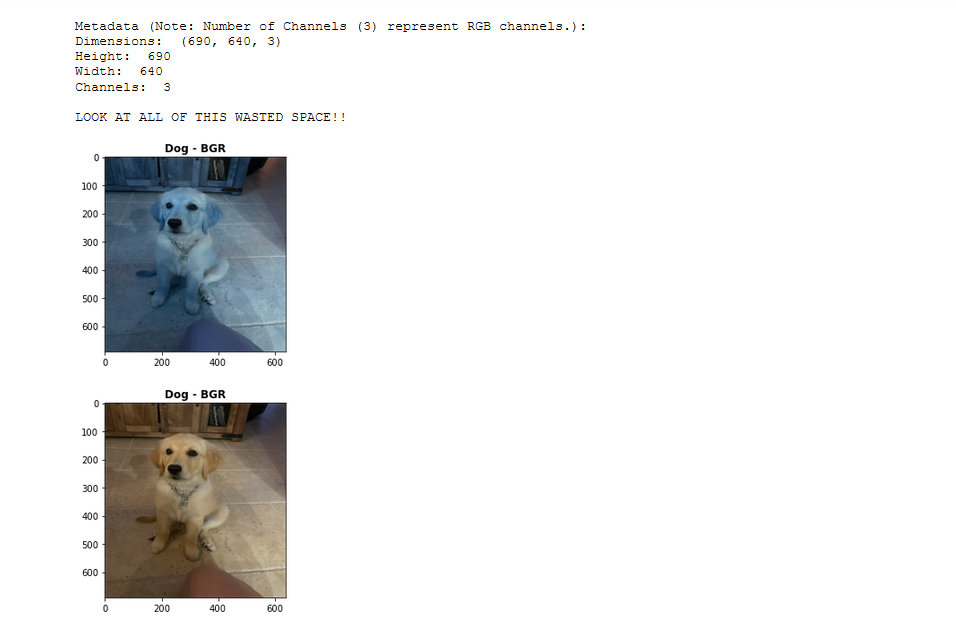 Metadata (Note: Number of Channels (3) represent RGB channels.):
Dimensions:  (690, 640, 3)
Height:  690
Width:  640
Channels:  3
LOOK AT ALL OF THIS WASTED SPACE!!
Dog - BGR
0
100
200
300
400
500
600
0 200 400 600
Dog - BGR
0
100
200
300
400
500
600
0 200 400 600